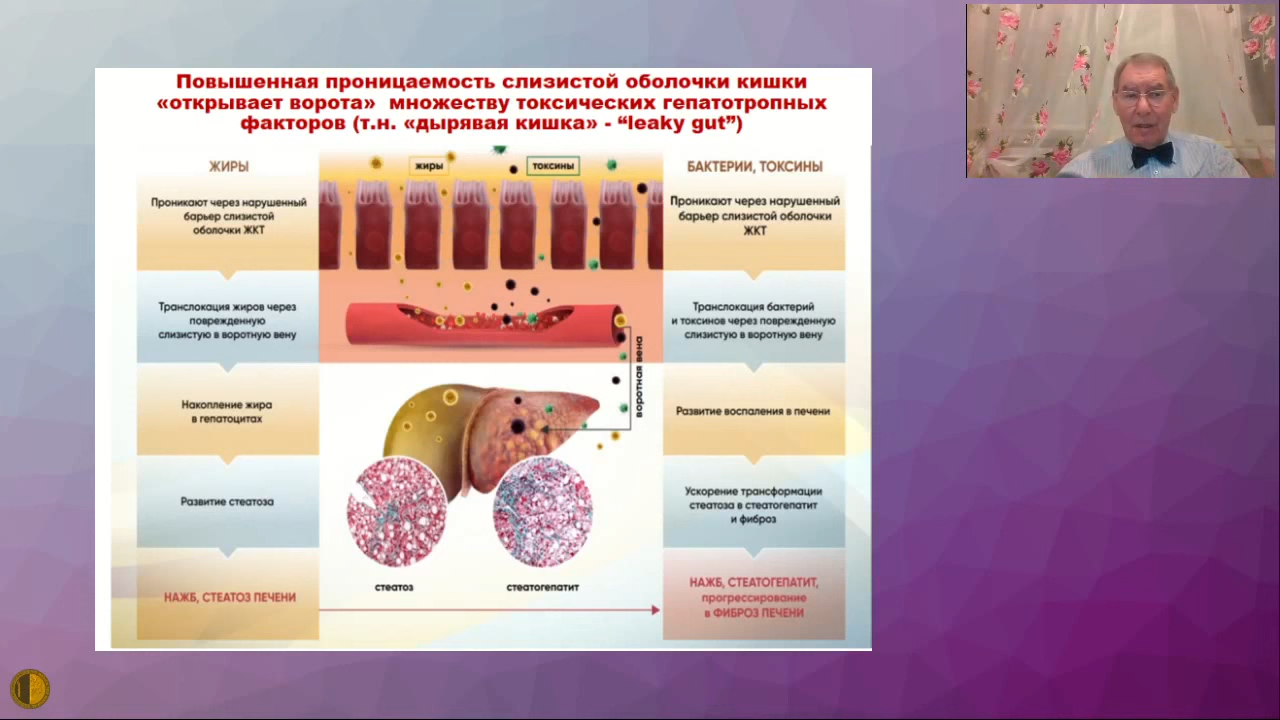 Повышенная проницаемость слизистой оболочки кишки
«открывает ворота» множеству токсических гепатотропных
факторов (т.н. «дырявая кишка» - “leaky gut”)
ЖИРЫ
Проникают через нарушенный
барьер слизистой
оболочки ЖКТ
Транслокация жиров через
поврежденную
слизистую в воротную вену
Накопление жира
в гепатоцитах
Развитие стеатоза
НАЖБ, СТЕАТОЗ ПЕЧЕНИ
жиры
токсины
воротная вена
стеатоз
стеатогепатит
БАКТЕРИИ, ТОКСИНЫ
Проникают через нарушенный
барьер слизистой оболочки
ЖКТ
Транслокация бактерий
и токсинов через поврежденную
слизистую в воротную вену
Развитие воспаления в печени
Ускорение трансформации
стеатоза в стеатогепатит
и фиброз
НАЖБ, СТЕАТОГЕПАТИТ,
прогрессирование
в ФИБРОЗ ПЕЧЕНИ